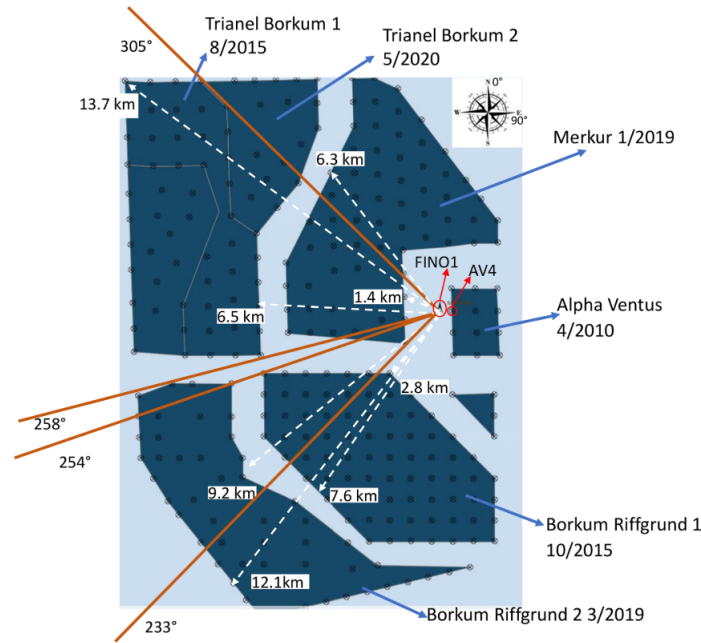 Trianel Borkum 1
8/2015
Trianel Borkum 2
5/2020
305°
13.7 km
N
0°
W
E
90°
S
Merkur 1/2019
6.3 km
FINO1
AV4
1.4 km
6.5 km
Alpha Ventus
4/2010
2.8 km
258°
254°
9.2 km
7.6 km
Borkum Riffgrund 1
10/2015
12.1km
Borkum Riffgrund 2 3/2019
233°